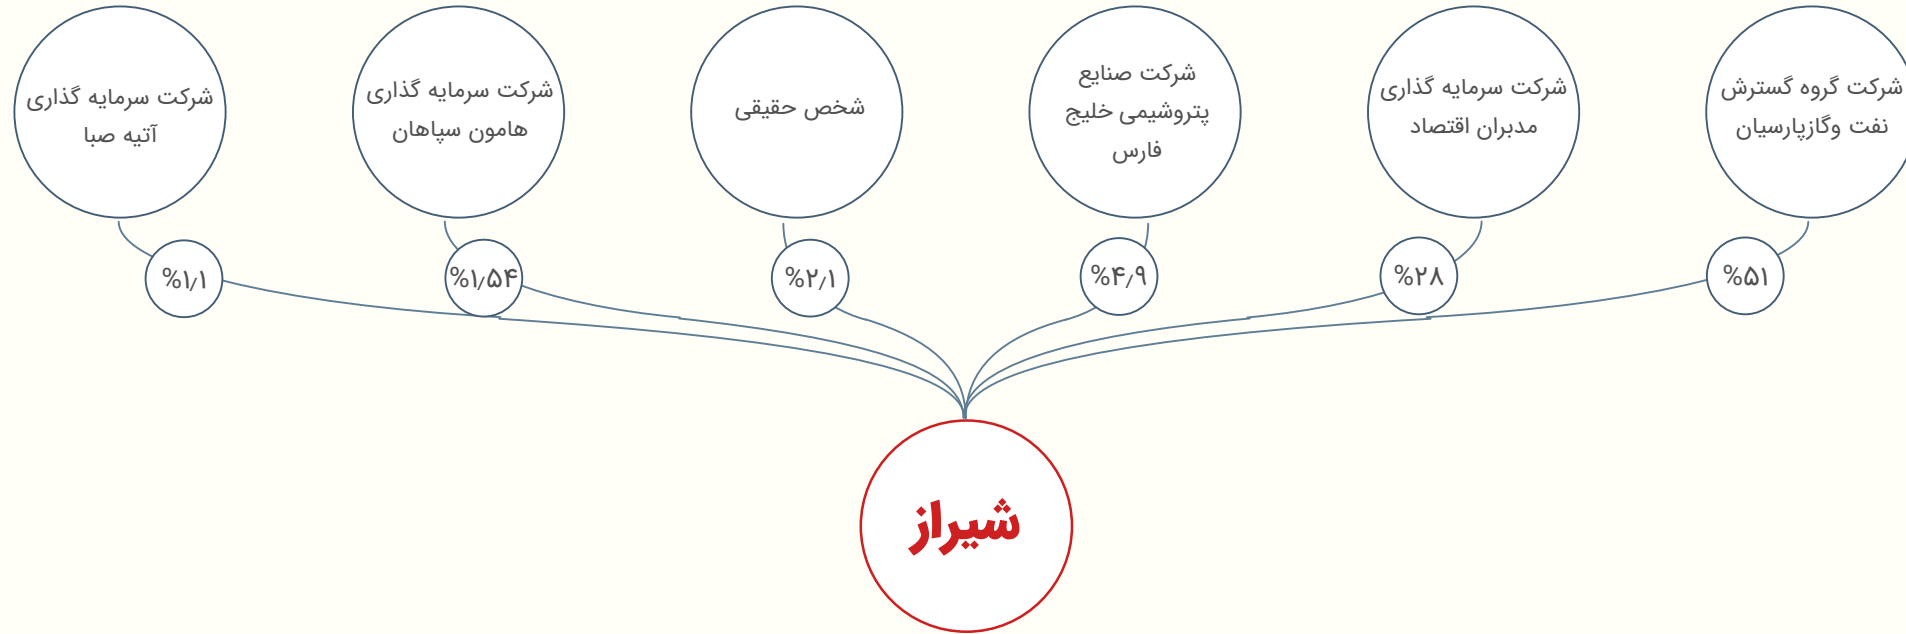 شرکت گروه گسترش
نفت وگازپارسیان
شرکت سرمایه گذاری
مدبران اقتصاد
شرکت صنایع
پتروشیمی خلیج
فارس
شخص حقیقی
شرکت سرمایه گذاری
هامون سپاهان
شرکت سرمایه گذاری
آتیه صبا
%۵۱
%۲۸
%۴٫۹
%۲٫۱
%۱٫۵۴
%۱٫۱
شیراز